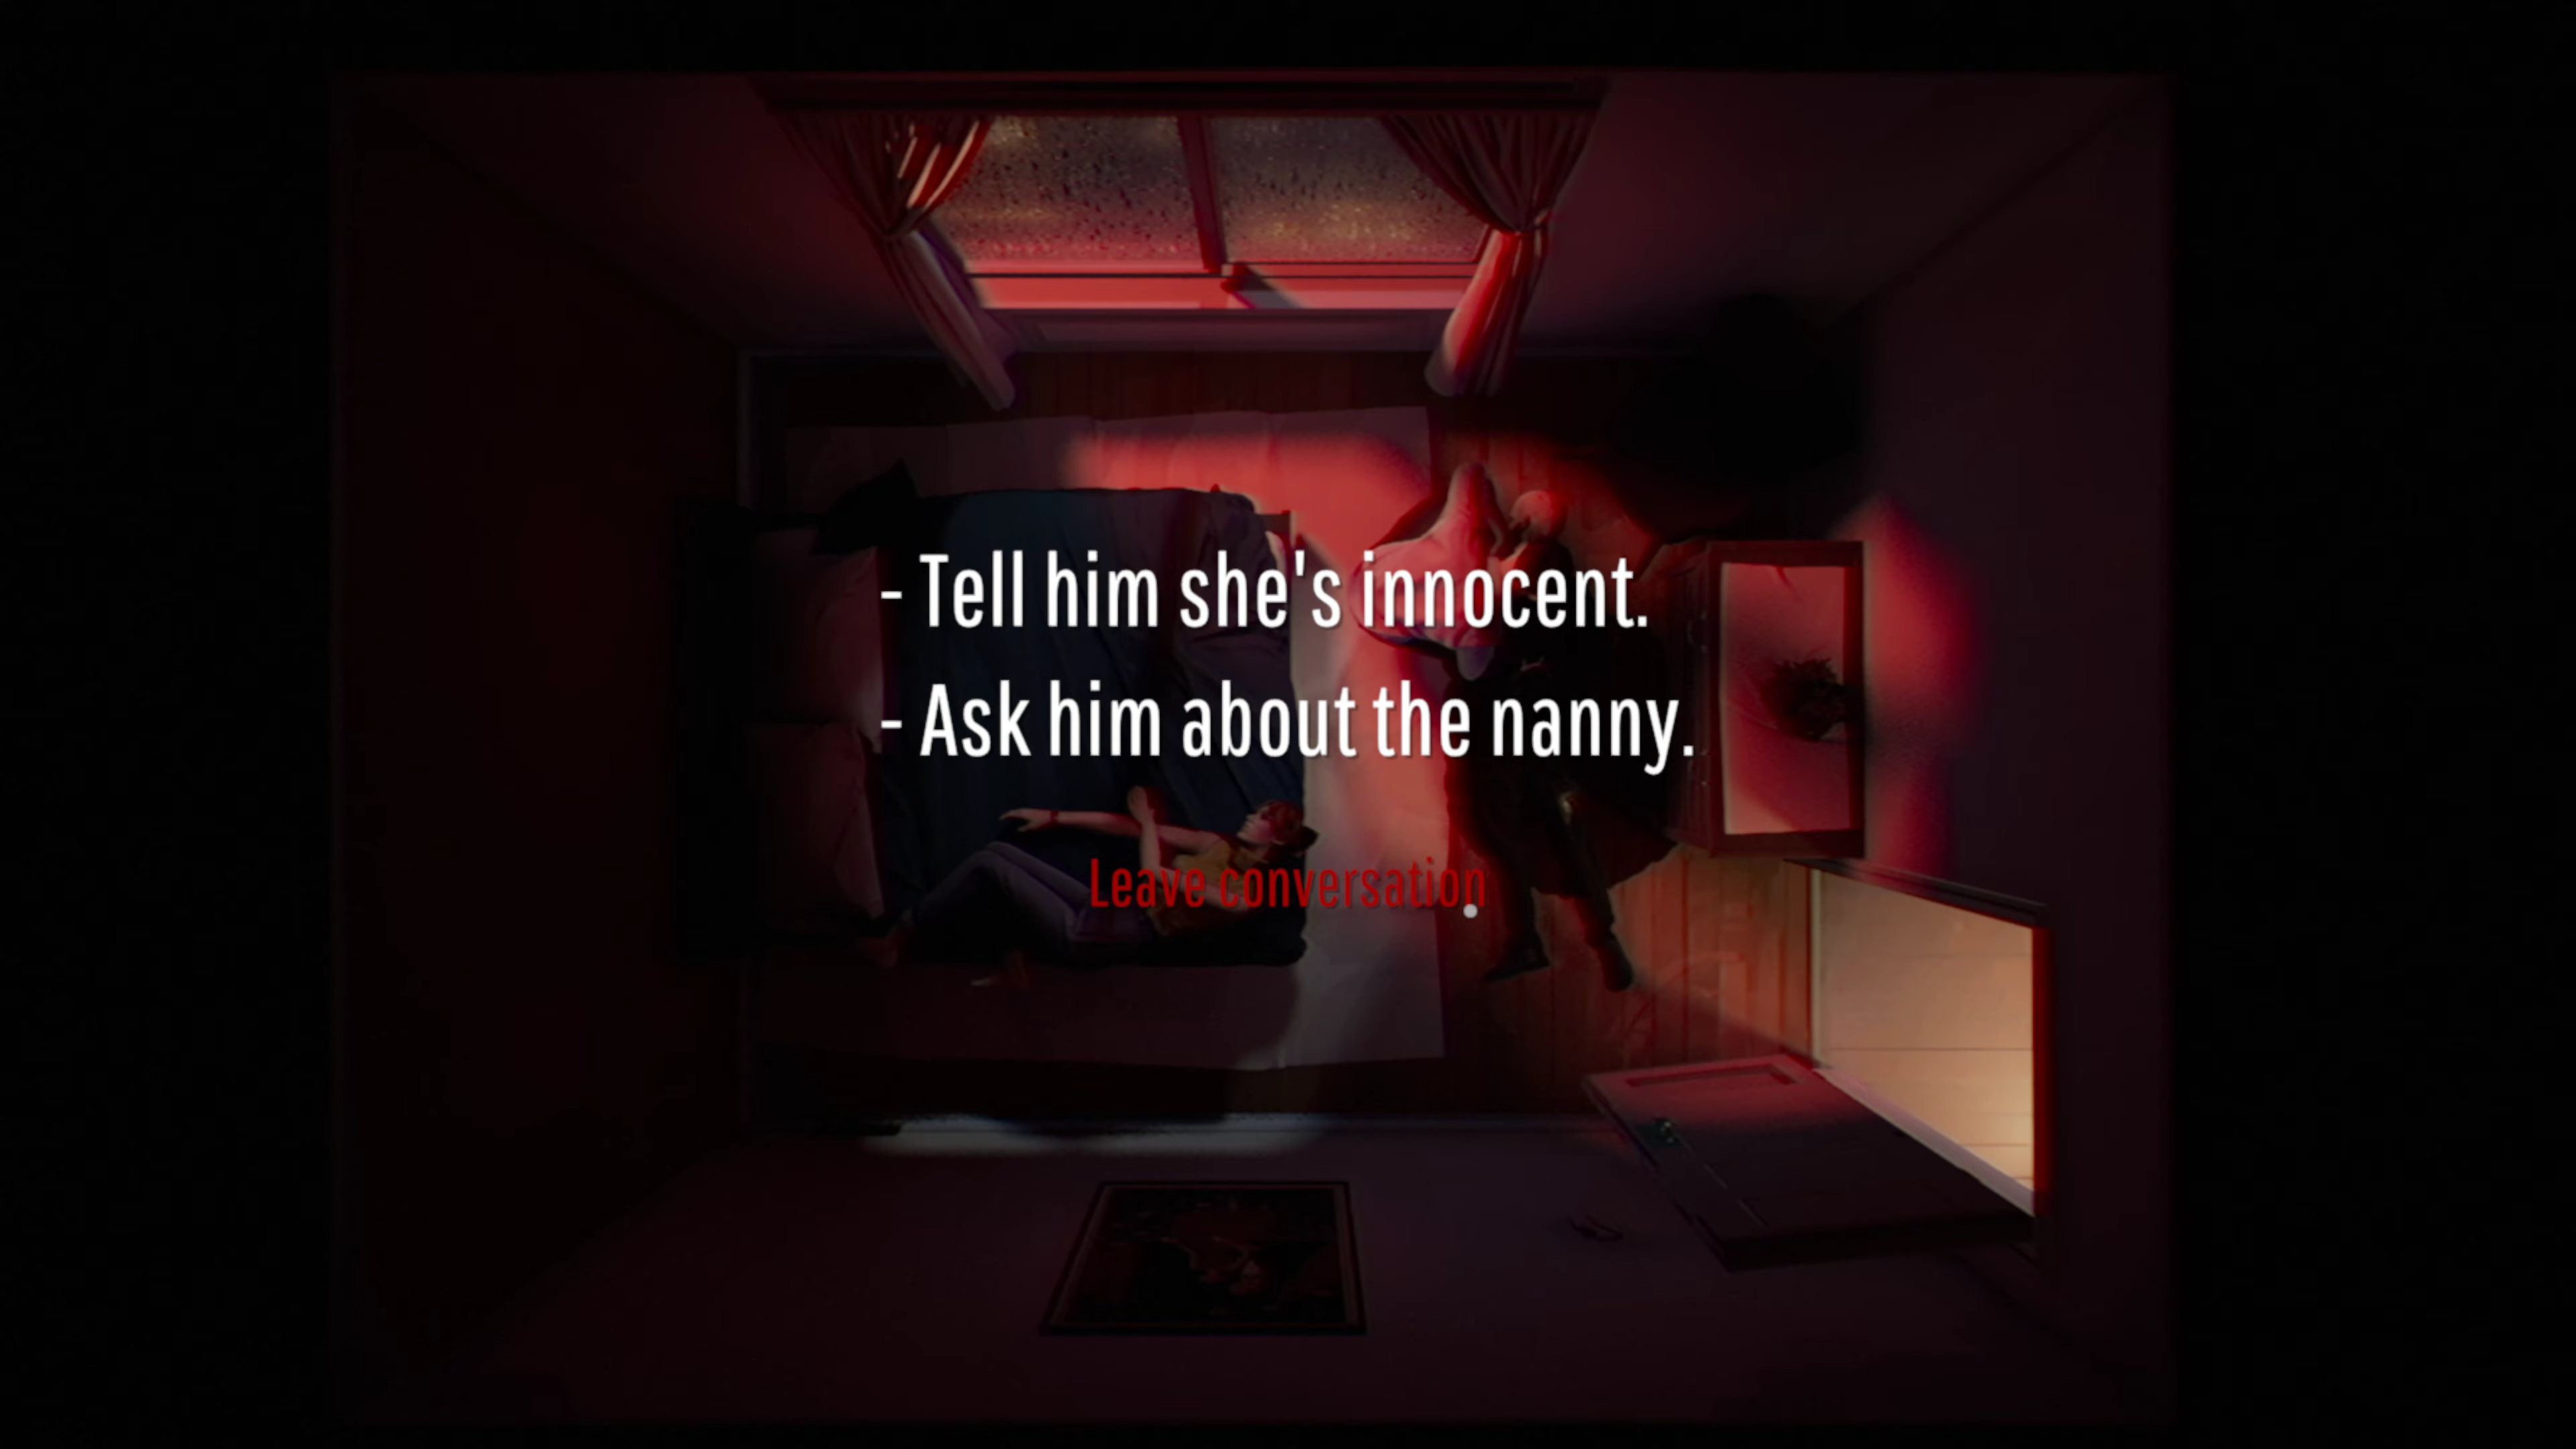 - Tell him she's innocent.
- Ask him about the nanny.
Leave conversation